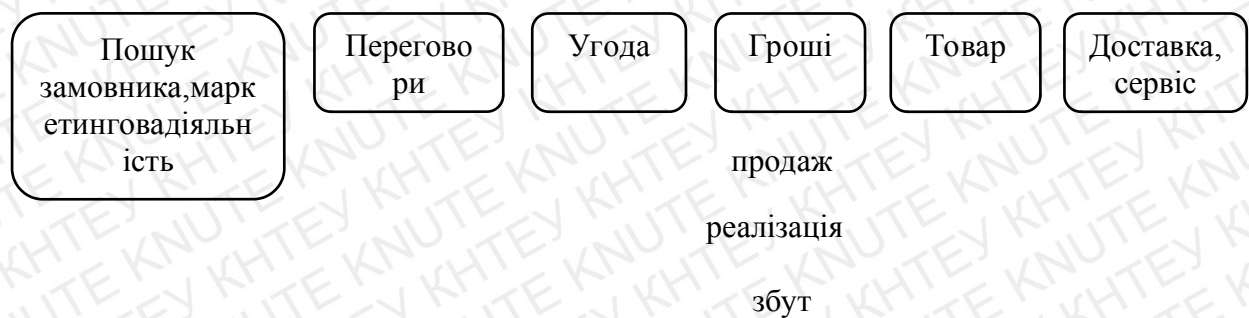 Пошук
замовника,марк
етинговадіяльн
ість
Перегово
ри
Угода
Гроші
Товар
Доставка,
сервіс
продаж
реалізація
збут